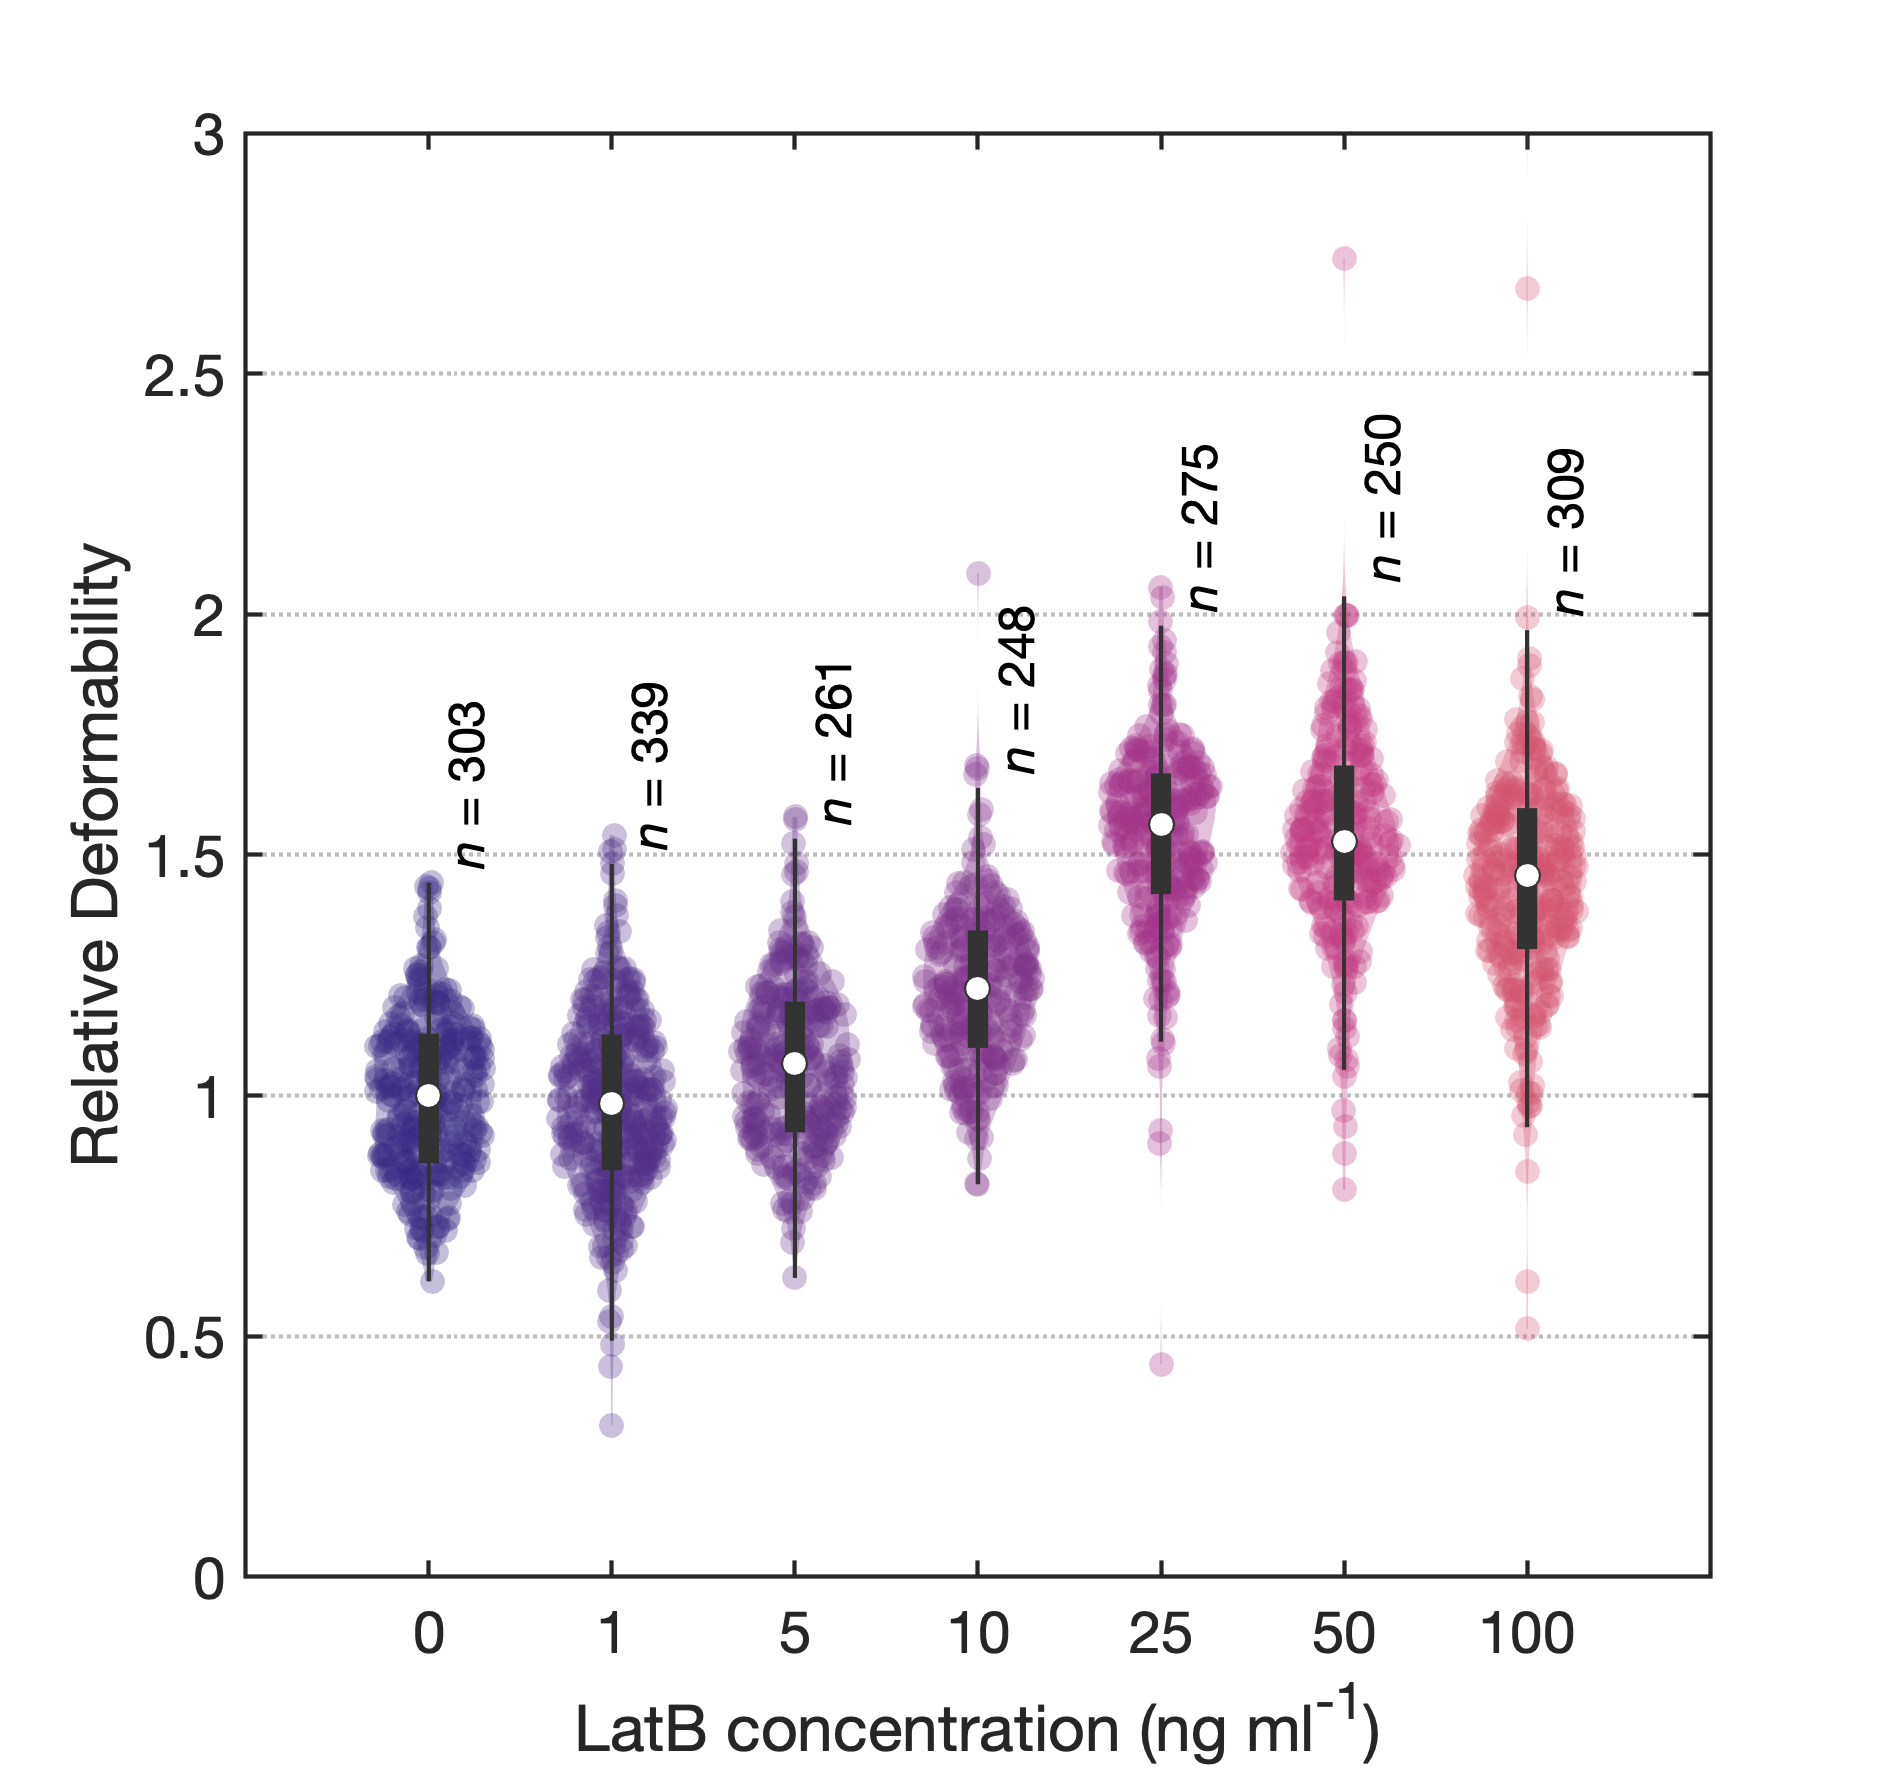 3
2.5
2
1.5
1
0.5
0
Relative Deformability
n = 303
n = 339
n = 261
n = 248
n = 275
n = 250
n = 309
0 1 5 10 25 50 100
LatB concentration (ng ml⁻¹)